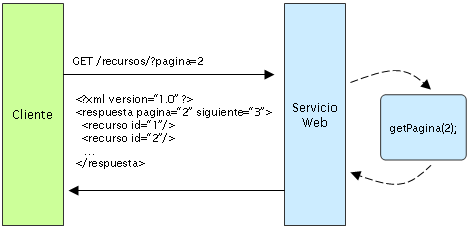 GET /recursos/?pagina=2
<?xml version="1.0" ?>
<respuesta pagina="2" siguiente="3">
<recurso id="1"/>
<recurso id="2"/>
...
</respuesta>
Cliente
Servicio
Web
getPagina(2);